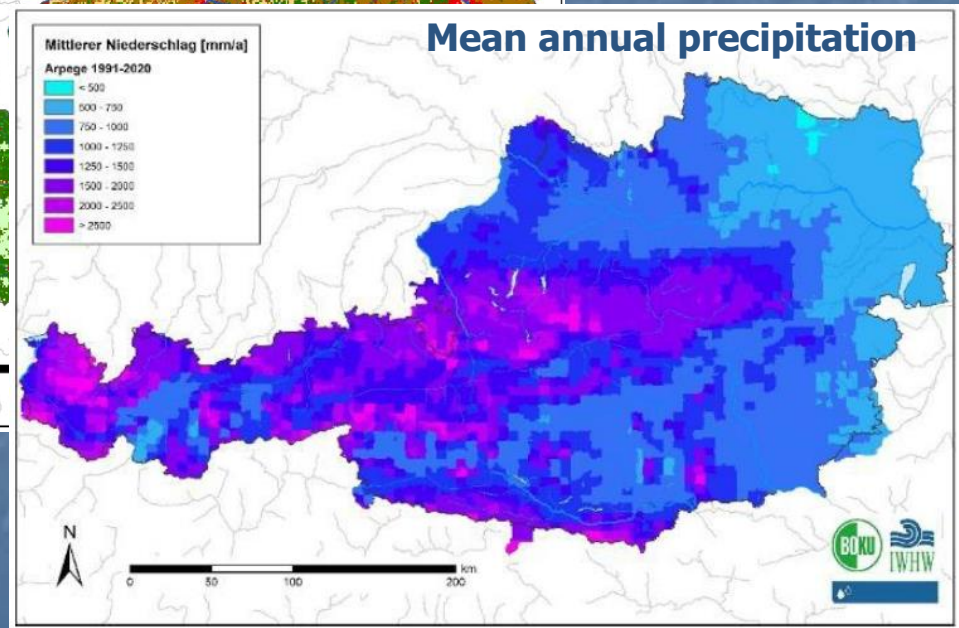 Mean annual precipitation
Mittlerer Niederschlag [mm/a]
Arpege 1991-2020
< 500
500 - 750
750 - 1000
1000 - 1250
1250 - 1500
1500 - 2000
2000 - 2500
> 2500
N
km
0 50 100 200
BOKU
IWHW